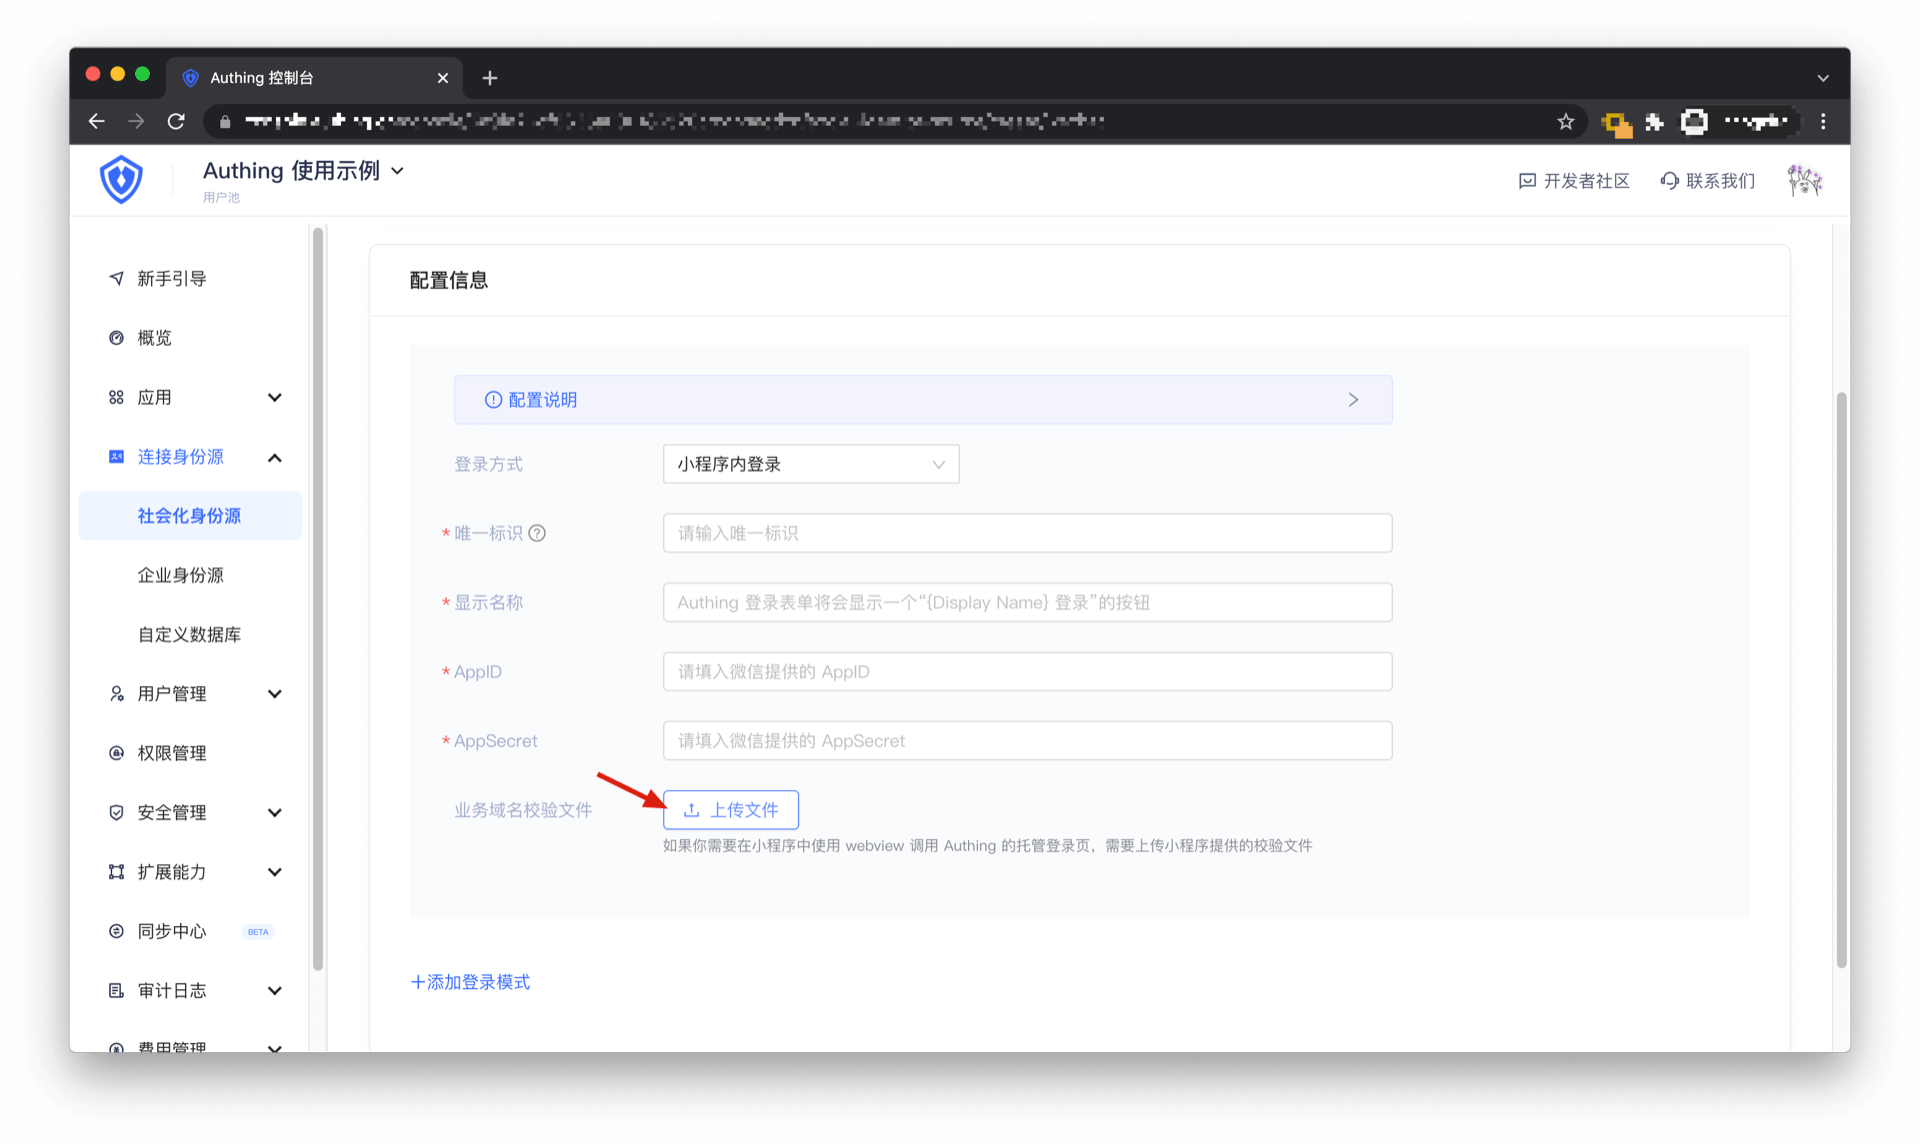 Authing 控制台
Authing 使用示例
用户池
开发者社区
联系我们
新手引导
概览
应用
连接身份源
社会化身份源
企业身份源
自定义数据库
用户管理
权限管理
安全管理
扩展能力
同步中心 BETA
审计日志
费用管理
配置信息
配置说明
登录方式 小程序内登录
* 唯一标识 请输入唯一标识
* 显示名称 Authing 登录表单将会显示一个“{Display Name} 登录”的按钮
* AppID 请填入微信提供的 AppID
* AppSecret 请填入微信提供的 AppSecret
业务域名校验文件 上传文件
如果你需要在小程序中使用 webview 调用 Authing 的托管登录页，需要上传小程序提供的校验文件
+添加登录模式